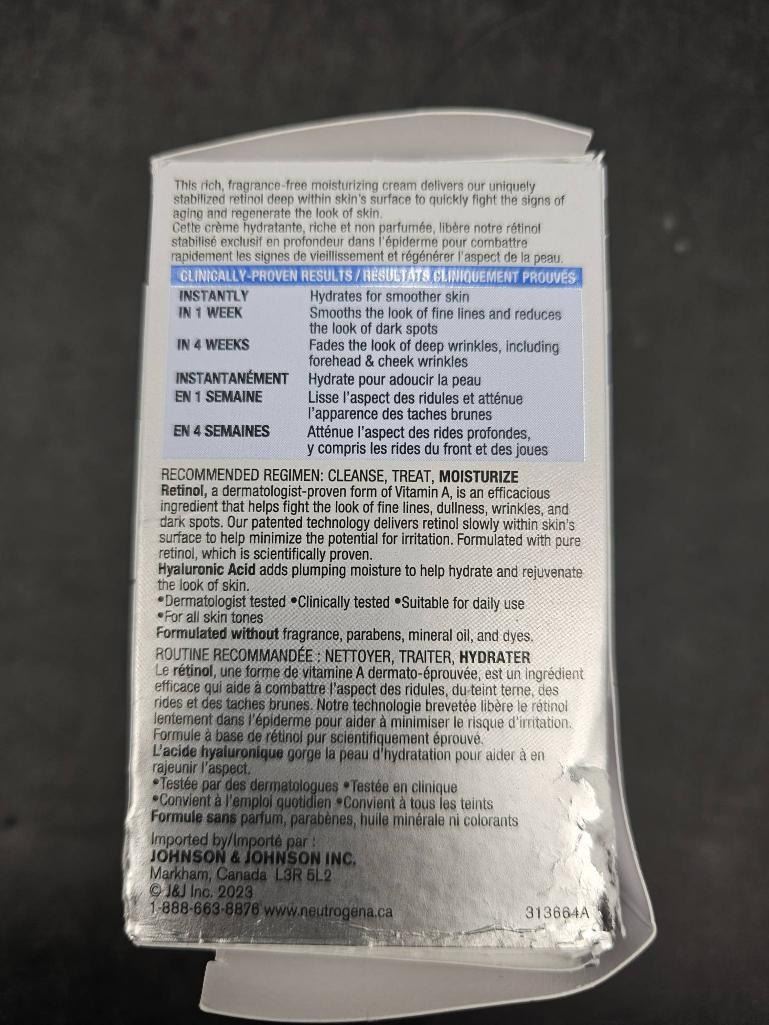 This rich, fragrance-free moisturizing cream delivers our uniquely
stabilized retinol deep within skin's surface to quickly fight the signs of
aging and regenerate the look of skin.
Cette crème hydratante, riche et non parfumée, libère notre rétinol
stabilisé exclusif en profondeur dans l'épiderme pour combattre
rapidement les signes de vieillissement et régénérer l'aspect de la peau.
CLINICALLY-PROVEN RESULTS / RÉSULTATS CLINIQUEMENT PROUVÉS
INSTANTLY Hydrates for smoother skin
IN 1 WEEK Smooths the look of fine lines and reduces
the look of dark spots
IN 4 WEEKS Fades the look of deep wrinkles, including
forehead & cheek wrinkles
INSTANTANÉMENT Hydrate pour adoucir la peau
EN 1 SEMAINE Lisse l'aspect des ridules et atténue
l'apparence des taches brunes
EN 4 SEMAINES Atténue l'aspect des rides profondes,
y compris les rides du front et des joues
RECOMMENDED REGIMEN: CLEANSE, TREAT, MOISTURIZE
Retinol, a dermatologist-proven form of Vitamin A, is an efficacious
ingredient that helps fight the look of fine lines, dullness, wrinkles, and
dark spots. Our patented technology delivers retinol slowly within skin's
surface to help minimize the potential for irritation. Formulated with pure
retinol, which is scientifically proven.
Hyaluronic Acid adds plumping moisture to help hydrate and rejuvenate
the look of skin.
•Dermatologist tested •Clinically tested •Suitable for daily use
•For all skin tones
Formulated without fragrance, parabens, mineral oil, and dyes.
ROUTINE RECOMMANDÉE : NETTOYER, TRAITER, HYDRATER
Le rétinol, une forme de vitamine A dermato-éprouvée, est un ingrédient
efficace qui aide à combattre l'aspect des ridules, du teint terne, des
rides et des taches brunes. Notre technologie brevetée libère le rétinol
lentement dans l'épiderme pour aider à minimiser le risque d'irritation.
Formule à base de rétinol pur scientifiquement éprouvé.
L'acide hyaluronique gorge la peau d'hydratation pour aider à en
rajeunir l'aspect.
•Testée par des dermatologues •Testée en clinique
•Convient à l'emploi quotidien •Convient à tous les teints
Formule sans parfum, parabènes, huile minérale ni colorants
Imported by/Importé par :
JOHNSON & JOHNSON INC.
Markham, Canada L3R 5L2
© J&J Inc. 2023
1-888-663-8876 www.neutrogena.ca 313664A